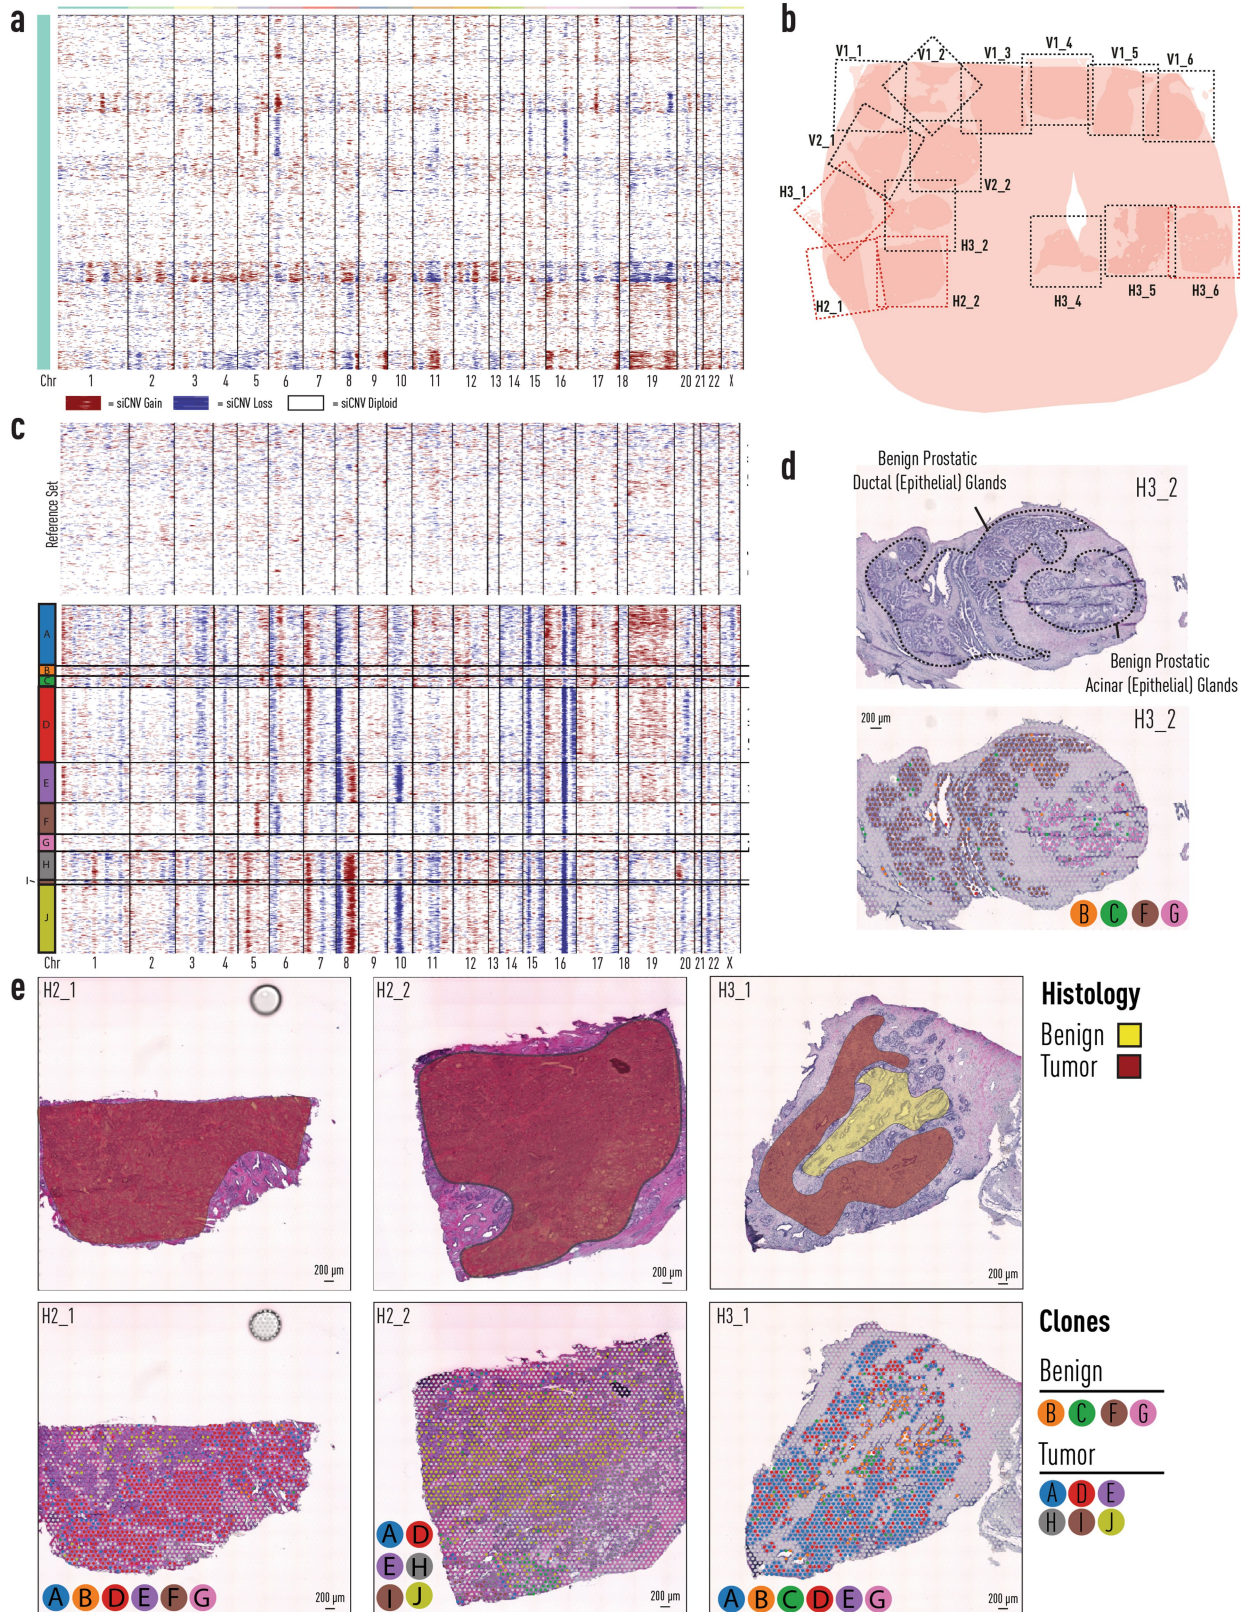 a
Chr 1 2 3 4 5 6 7 8 9 10 11 12 13 14 15 16 17 18 19 20 21 22 X
= siCNV Gain = siCNV Loss = siCNV Diploid
b
V1_1 V1_2 V1_3 V1_4 V1_5 V1_6
V2_1
V2_2
H3_1
H3_2
H2_1
H2_2
H3_4
H3_5
H3_6
c
Reference Set
A
B
C
D
E
F
G
H
I
J
Chr 1 2 3 4 5 6 7 8 9 10 11 12 13 14 15 16 17 18 19 20 21 22 X
d
Benign Prostatic
Ductal (Epithelial) Glands
H3_2
Benign Prostatic
Acinar (Epithelial) Glands
200 µm
H3_2
B C F G
e
H2_1
200 µm
H2_2
200 µm
H3_1
200 µm
Histology
Benign
Tumor
H2_1
A B D E F G
200 µm
H2_2
A D
E H
I J
200 µm
H3_1
A B C D E G
200 µm
Clones
Benign
B C F G
Tumor
A D E
H I J